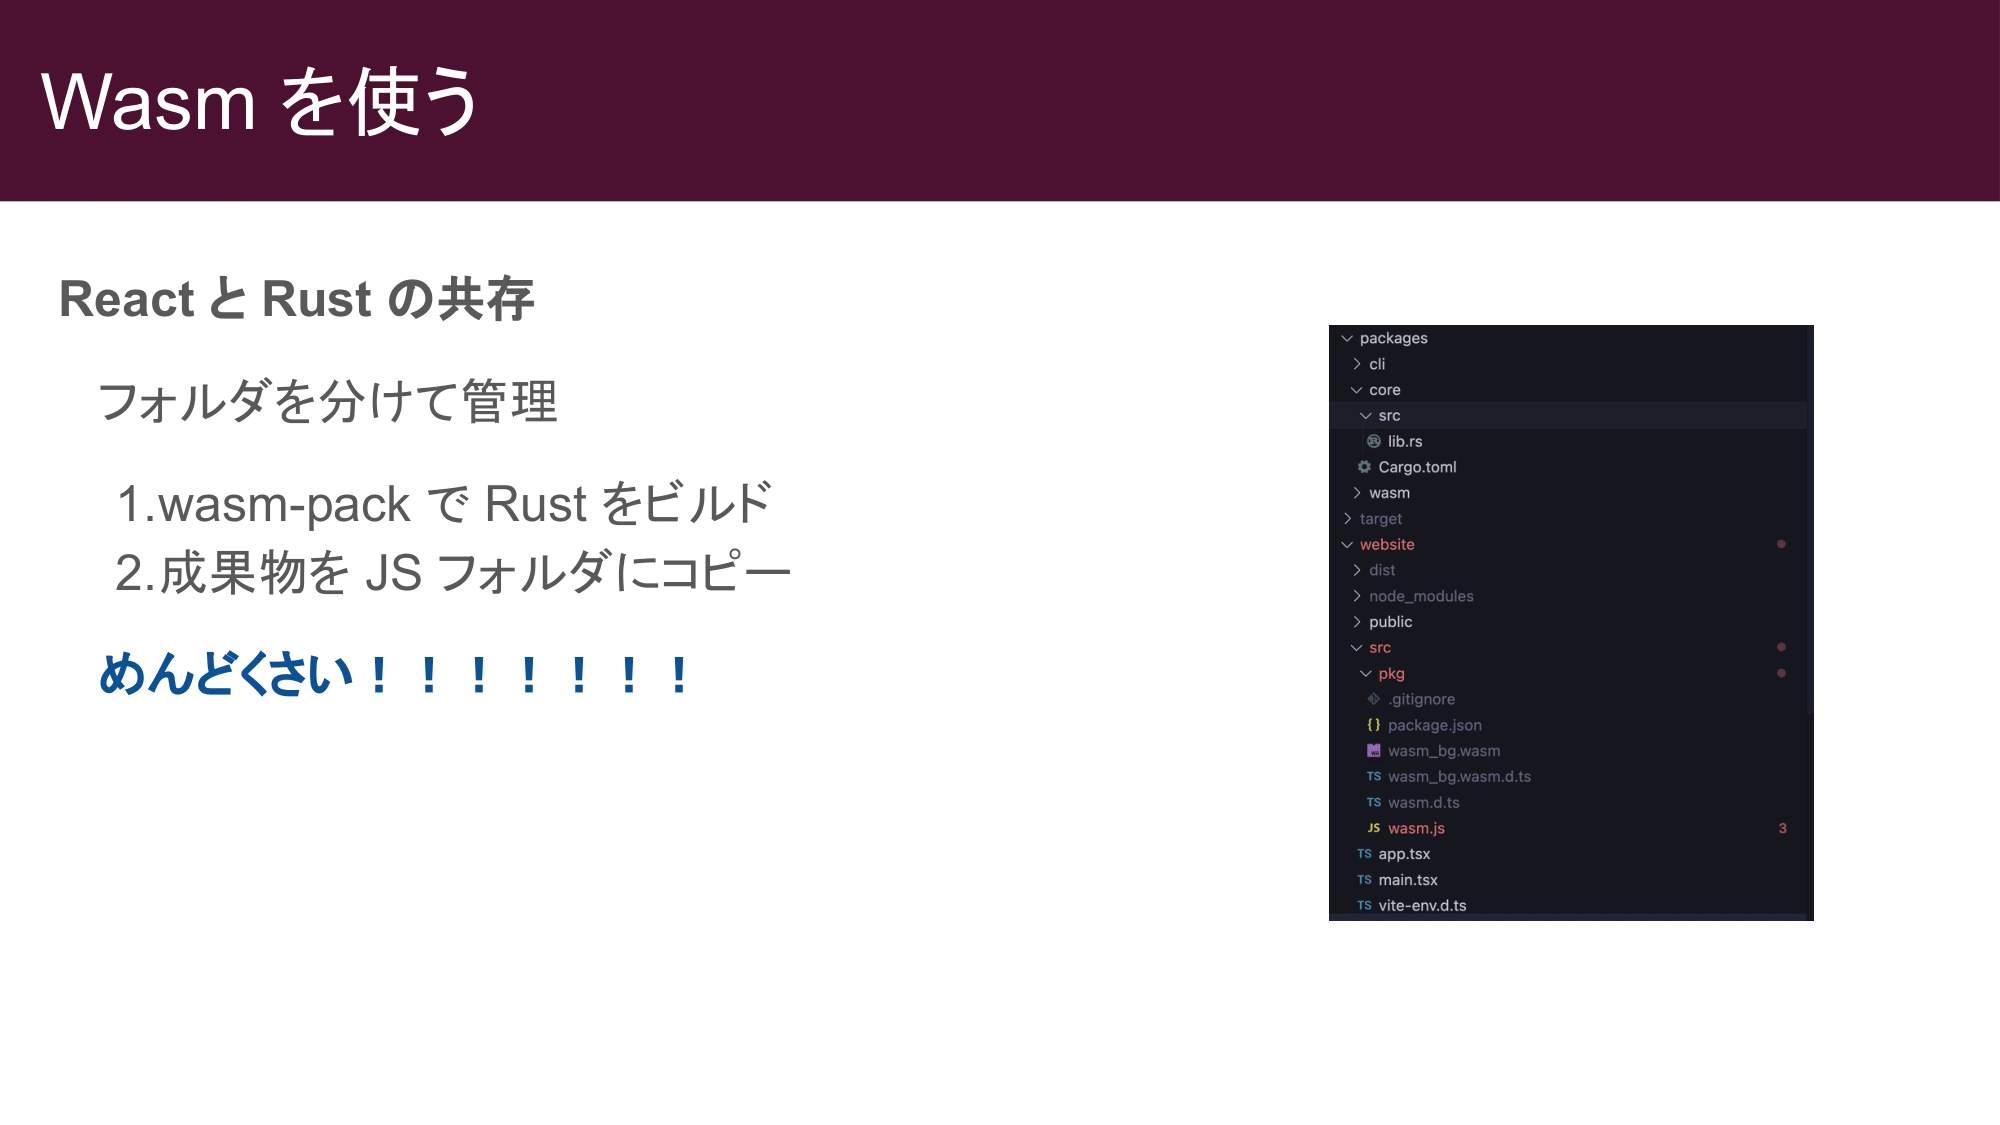 Wasm を使う
React と Rust の共存
フォルダを分けて管理
1.wasm-pack で Rust をビルド
2.成果物を JS フォルダにコピー
めんどくさい！！！！！！！
packages
cli
core
src
lib.rs
Cargo.toml
wasm
target
website
dist
node_modules
public
src
pkg
.gitignore
{} package.json
wasm_bg.wasm
TS wasm_bg.wasm.d.ts
TS wasm.d.ts
JS wasm.js 3
TS app.tsx
TS main.tsx
TS vite-env.d.ts